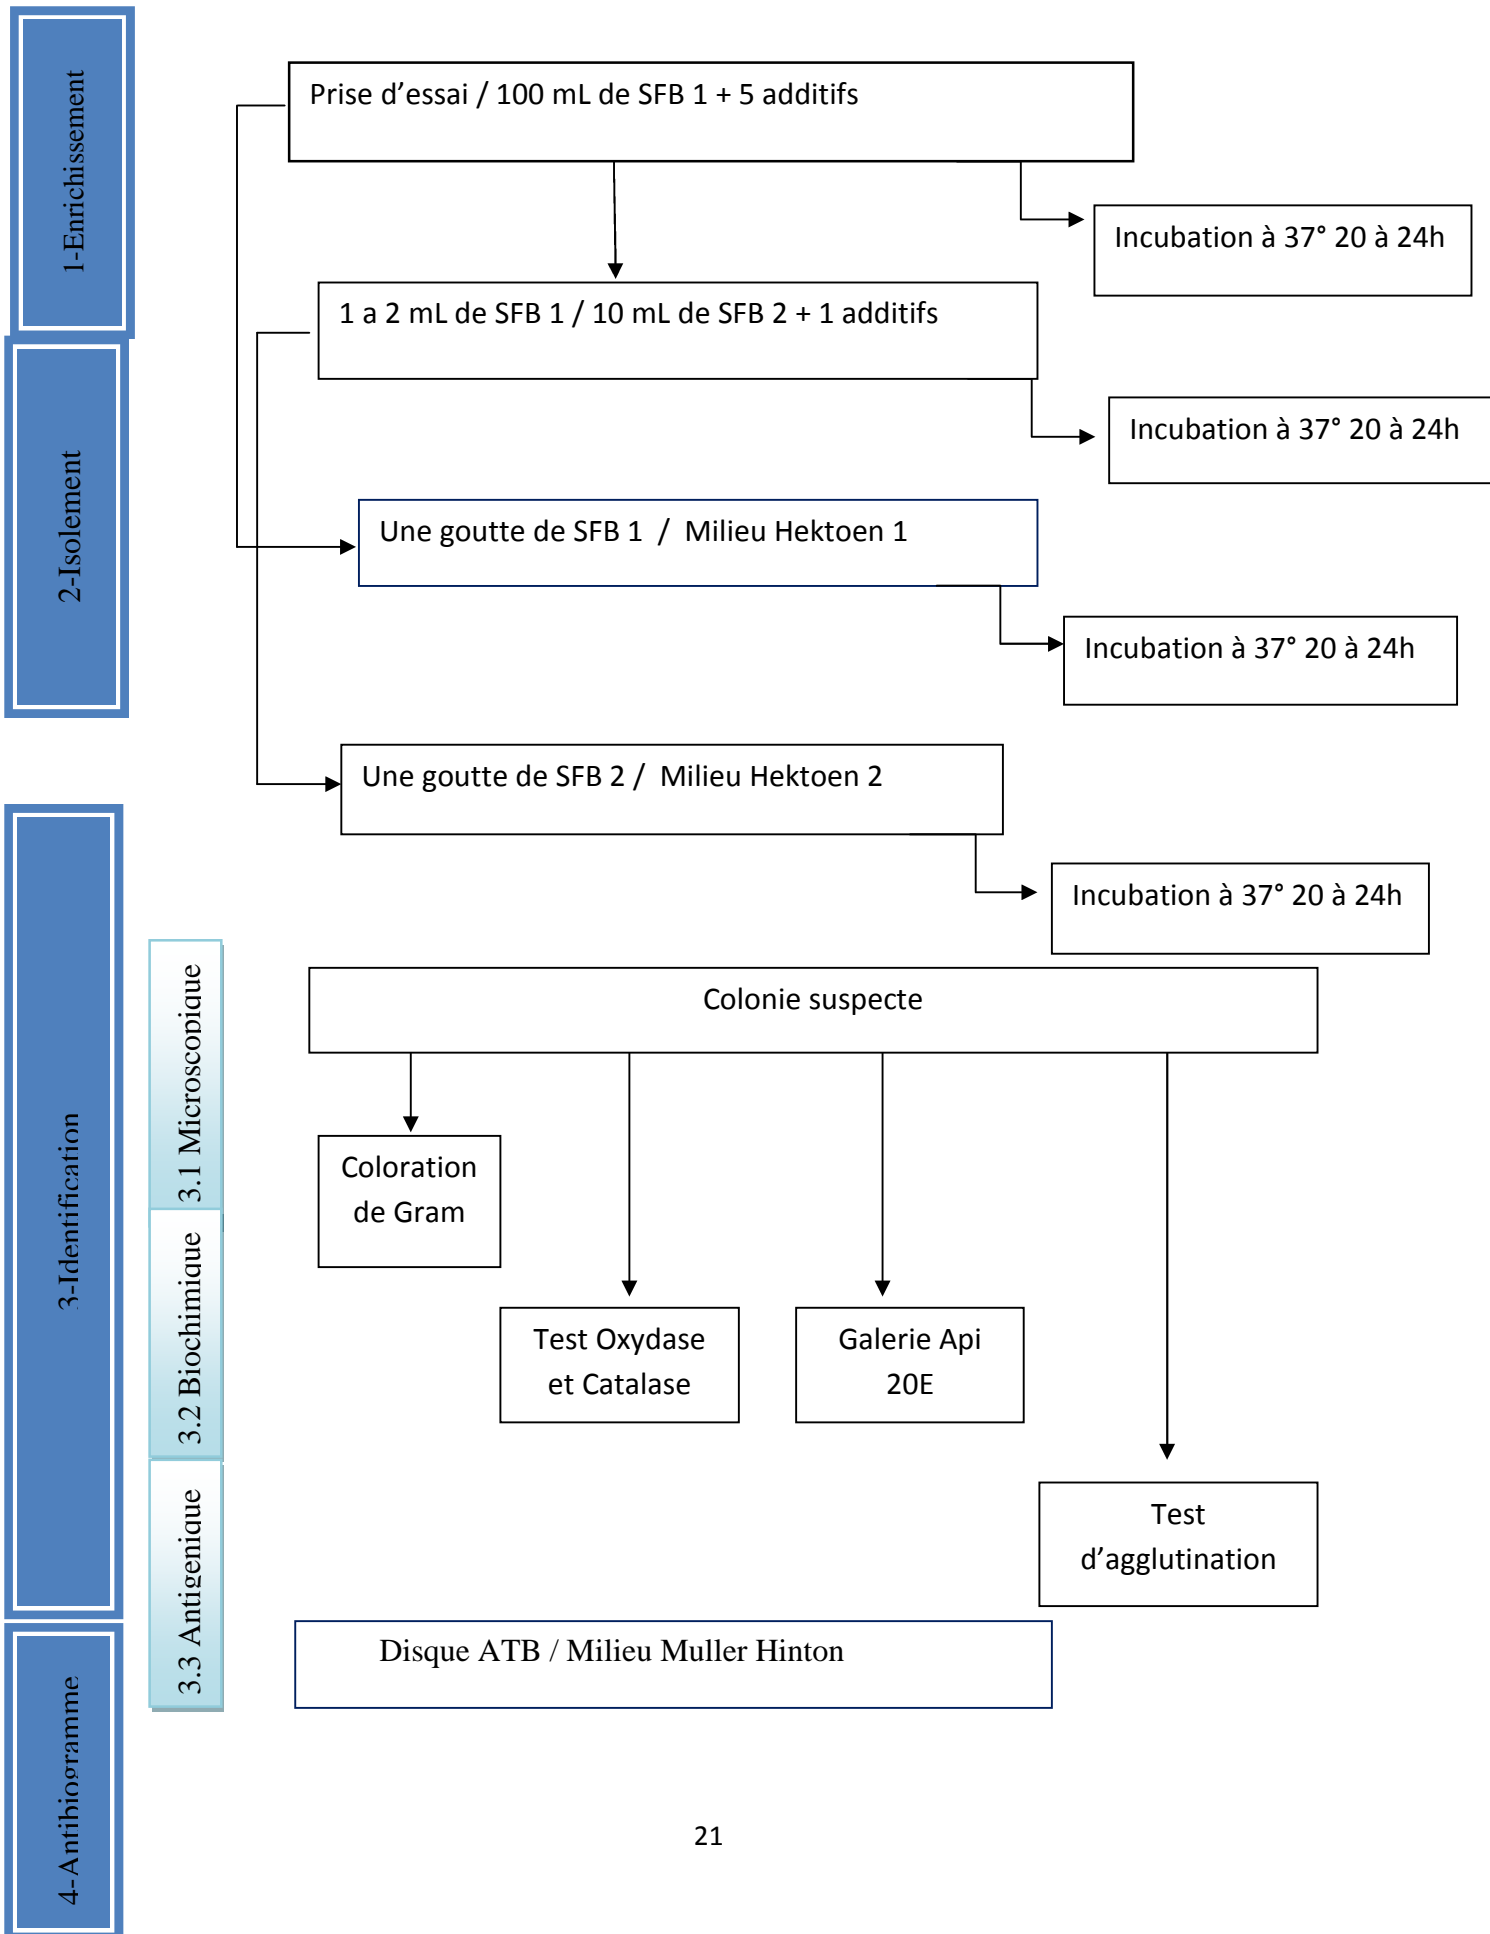 1-Enrichissement
Prise d’essai / 100 mL de SFB 1 + 5 additifs
Incubation à 37° 20 à 24h
1 a 2 mL de SFB 1 / 10 mL de SFB 2 + 1 additifs
Incubation à 37° 20 à 24h
2-Isolement
Une goutte de SFB 1 / Milieu Hektoen 1
Incubation à 37° 20 à 24h
Une goutte de SFB 2 / Milieu Hektoen 2
Incubation à 37° 20 à 24h
3-Identification
3.1 Microscopique
Colonie suspecte
Coloration
de Gram
3.2 Biochimique
Test Oxydase
et Catalase
Galerie Api
20E
3.3 Antigenique
Test
d’agglutination
4-Antibiogramme
Disque ATB / Milieu Muller Hinton
21